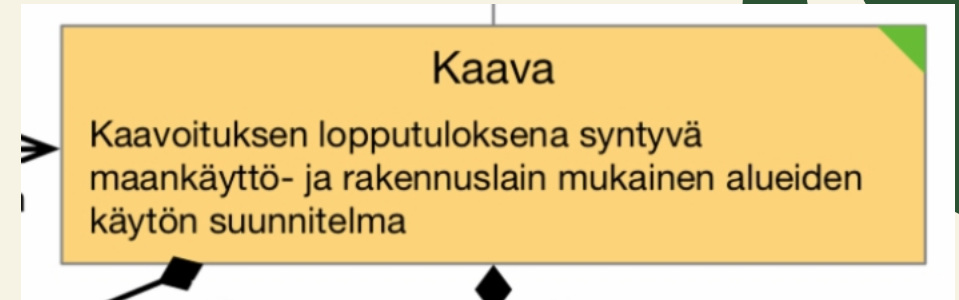 Kaava
Kaavoituksen lopputuloksena syntyvä
maankäyttö- ja rakennuslain mukainen alueiden
käytön suunnitelma